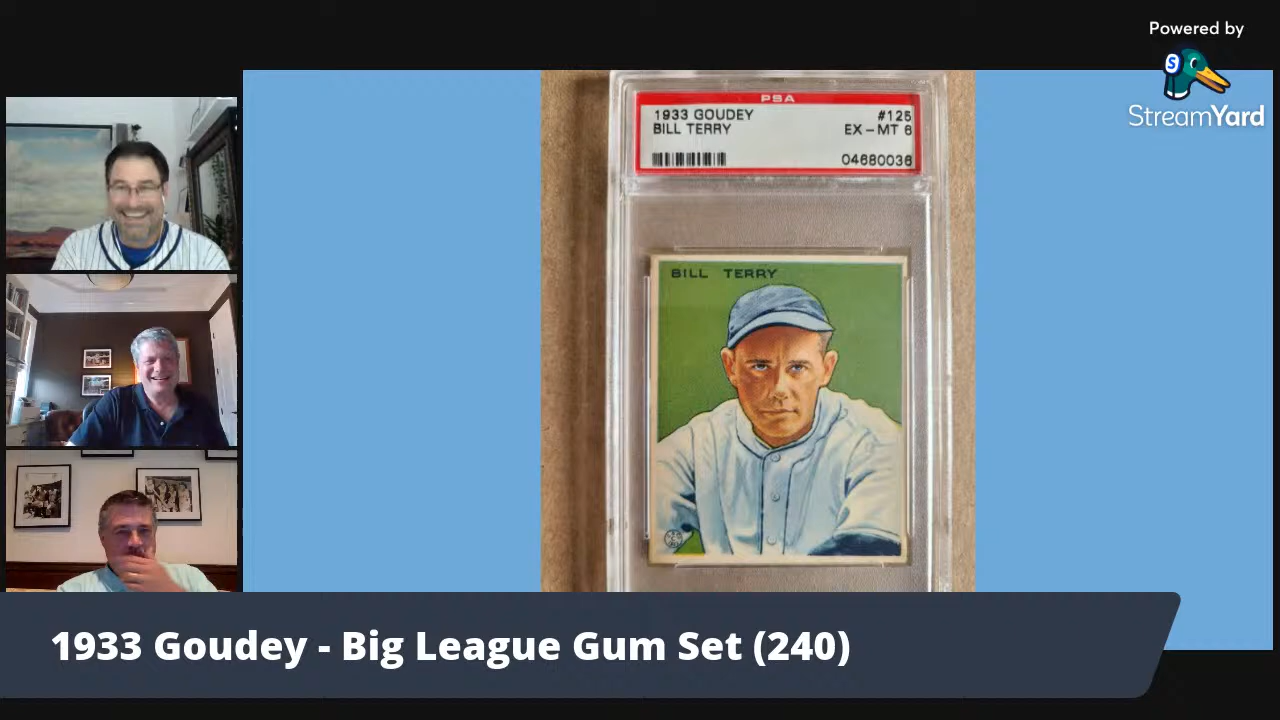 Powered by
StreamYard
PSA
1933 GOUDEY #125
BILL TERRY EX-MT 6
04680036
BILL TERRY
1933 Goudey - Big League Gum Set (240)